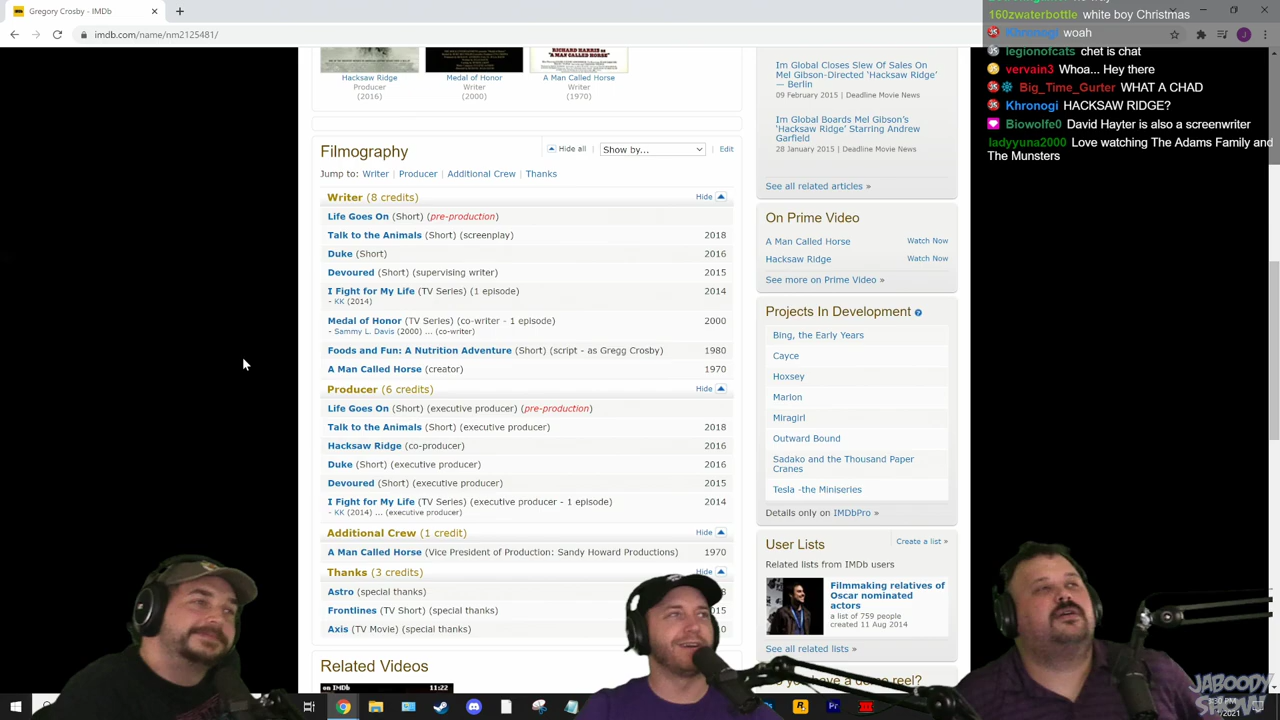 Gregory Crosby - IMDb
imdb.com/name/nm2125481/
160zwaterbottle white boy Christmas
Khronogi woah
legionofcats chet is chat
vervain3 Whoa... Hey there
Big_Time_Gurter WHAT A CHAD
Khronogi HACKSAW RIDGE?
Biowolfe0 David Hayter is also a screenwriter
ladyyuna2000 Love watching The Adams Family and
The Munsters
RICHARD HARRIS
"A MAN CALLED HORSE"
Hacksaw Ridge
Producer
(2016)
Medal of Honor
Writer
(2000)
A Man Called Horse
Writer
(1970)
Filmography
Hide all
Show by...
Edit
Jump to: Writer | Producer | Additional Crew | Thanks
Writer (8 credits)
Hide
Life Goes On (Short) (pre-production)
Talk to the Animals (Short) (screenplay) 2018
Duke (Short) 2016
Devoured (Short) (supervising writer) 2015
I Fight for My Life (TV Series) (1 episode) 2014
- KK (2014)
Medal of Honor (TV Series) (co-writer - 1 episode) 2000
- Sammy L. Davis (2000) ... (co-writer)
Foods and Fun: A Nutrition Adventure (Short) (script - as Gregg Crosby) 1980
A Man Called Horse (creator) 1970
Producer (6 credits)
Hide
Life Goes On (Short) (executive producer) (pre-production)
Talk to the Animals (Short) (executive producer) 2018
Hacksaw Ridge (co-producer) 2016
Duke (Short) (executive producer) 2016
Devoured (Short) (executive producer) 2015
I Fight for My Life (TV Series) (executive producer - 1 episode) 2014
- KK (2014) ... (executive producer)
Additional Crew (1 credit)
Hide
A Man Called Horse (Vice President of Production: Sandy Howard Productions) 1970
Thanks (3 credits)
Hide
Astro (special thanks)
Frontlines (TV Short) (special thanks)
Axis (TV Movie) (special thanks)
Related Videos
on IMDb
11:22
Im Global Closes Slew Of Sales On
Mel Gibson-Directed ‘Hacksaw Ridge’
— Berlin
09 February 2015 | Deadline Movie News
Im Global Boards Mel Gibson's
‘Hacksaw Ridge’ Starring Andrew
Garfield
28 January 2015 | Deadline Movie News
See all related articles »
On Prime Video
A Man Called Horse Watch Now
Hacksaw Ridge Watch Now
See more on Prime Video »
Projects In Development
Bing, the Early Years
Cayce
Hoxsey
Marion
Miragirl
Outward Bound
Sadako and the Thousand Paper
Cranes
Tesla -the Miniseries
Details only on IMDbPro »
User Lists
Create a list »
Related lists from IMDb users
Filmmaking relatives of
Oscar nominated
actors
a list of 759 people
created 11 Aug 2014
See all related lists »
JABOODY